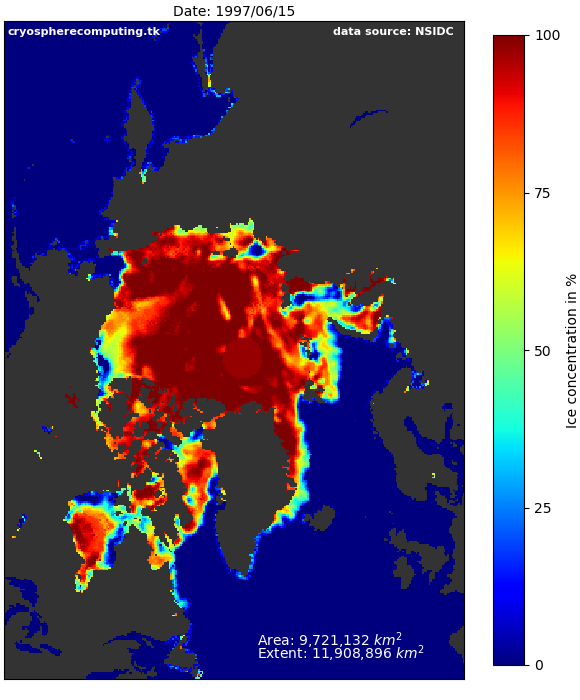 Date: 1997/06/15
cryospherecomputing.tk
data source: NSIDC
100
75
50
25
0
Ice concentration in %
Area: 9,721,132 km²
Extent: 11,908,896 km²